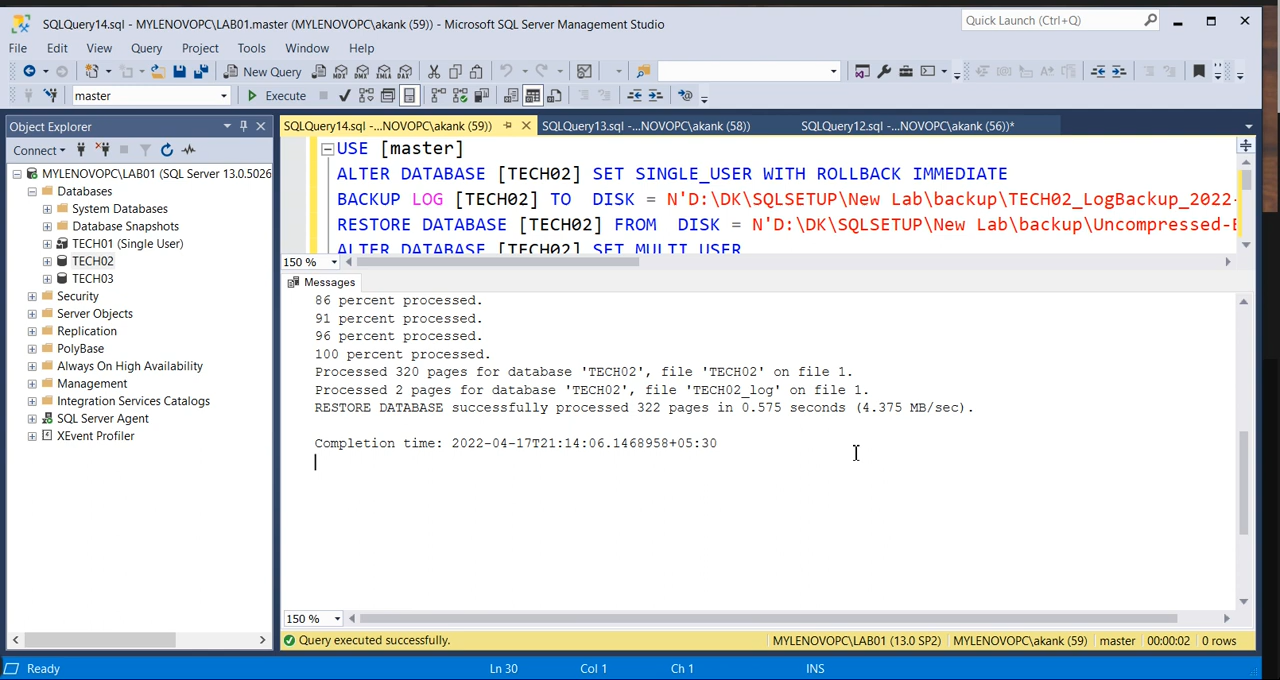 SQLQuery14.sql - MYLENOVOPC\LAB01.master (MYLENOVOPC\akank (59)) - Microsoft SQL Server Management Studio
Quick Launch (Ctrl+Q)
File Edit View Query Project Tools Window Help
New Query MDX DMX XMLA DAX
master Execute
Object Explorer
Connect
MYLENOVOPC\LAB01 (SQL Server 13.0.5026
Databases
System Databases
Database Snapshots
TECH01 (Single User)
TECH02
TECH03
Security
Server Objects
Replication
PolyBase
Always On High Availability
Management
Integration Services Catalogs
SQL Server Agent
XEvent Profiler
SQLQuery14.sql -...NOVOPC\akank (59)) SQLQuery13.sql -...NOVOPC\akank (58)) SQLQuery12.sql -...NOVOPC\akank (56))*
USE [master]
ALTER DATABASE [TECH02] SET SINGLE_USER WITH ROLLBACK IMMEDIATE
BACKUP LOG [TECH02] TO DISK = N'D:\DK\SQLSETUP\New Lab\backup\TECH02_LogBackup_2022-
RESTORE DATABASE [TECH02] FROM DISK = N'D:\DK\SQLSETUP\New Lab\backup\Uncompressed-
ALTER DATABASE [TECH02] SET MULTI_USER
150 %
Messages
86 percent processed.
91 percent processed.
96 percent processed.
100 percent processed.
Processed 320 pages for database 'TECH02', file 'TECH02' on file 1.
Processed 2 pages for database 'TECH02', file 'TECH02_log' on file 1.
RESTORE DATABASE successfully processed 322 pages in 0.575 seconds (4.375 MB/sec).
Completion time: 2022-04-17T21:14:06.1468958+05:30
150 %
Query executed successfully. MYLENOVOPC\LAB01 (13.0 SP2) MYLENOVOPC\akank (59) master 00:00:02 0 rows
Ready Ln 30 Col 1 Ch 1 INS